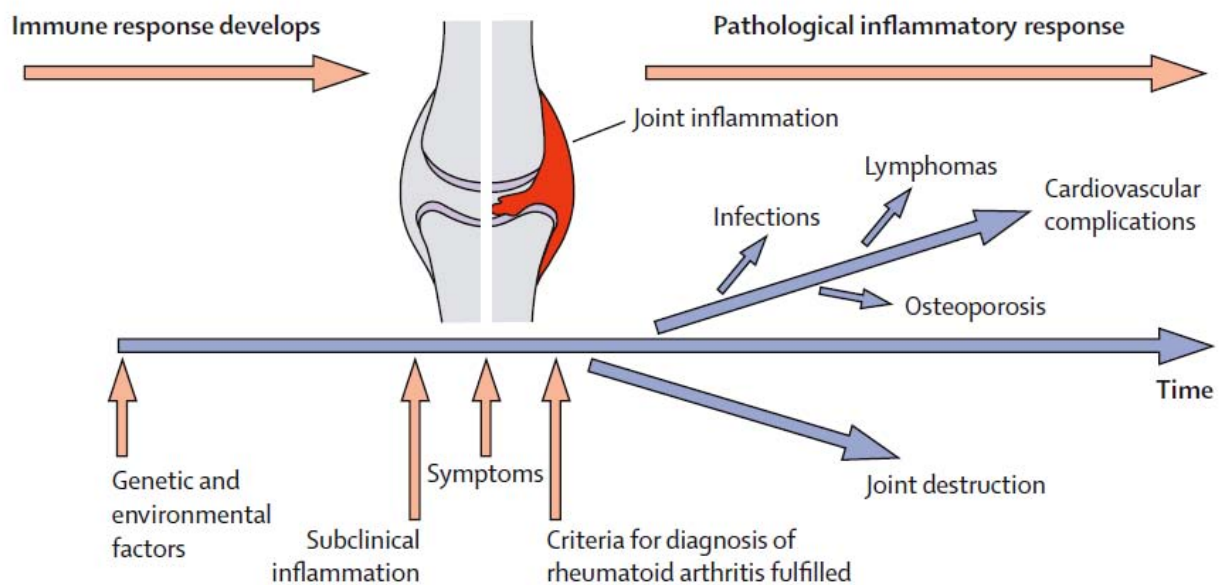 Immune response develops
Pathological inflammatory response
Joint inflammation
Lymphomas
Cardiovascular
complications
Infections
Osteoporosis
Time
Genetic and
environmental
factors
Subclinical
inflammation
Symptoms
Criteria for diagnosis of
rheumatoid arthritis fulfilled
Joint destruction